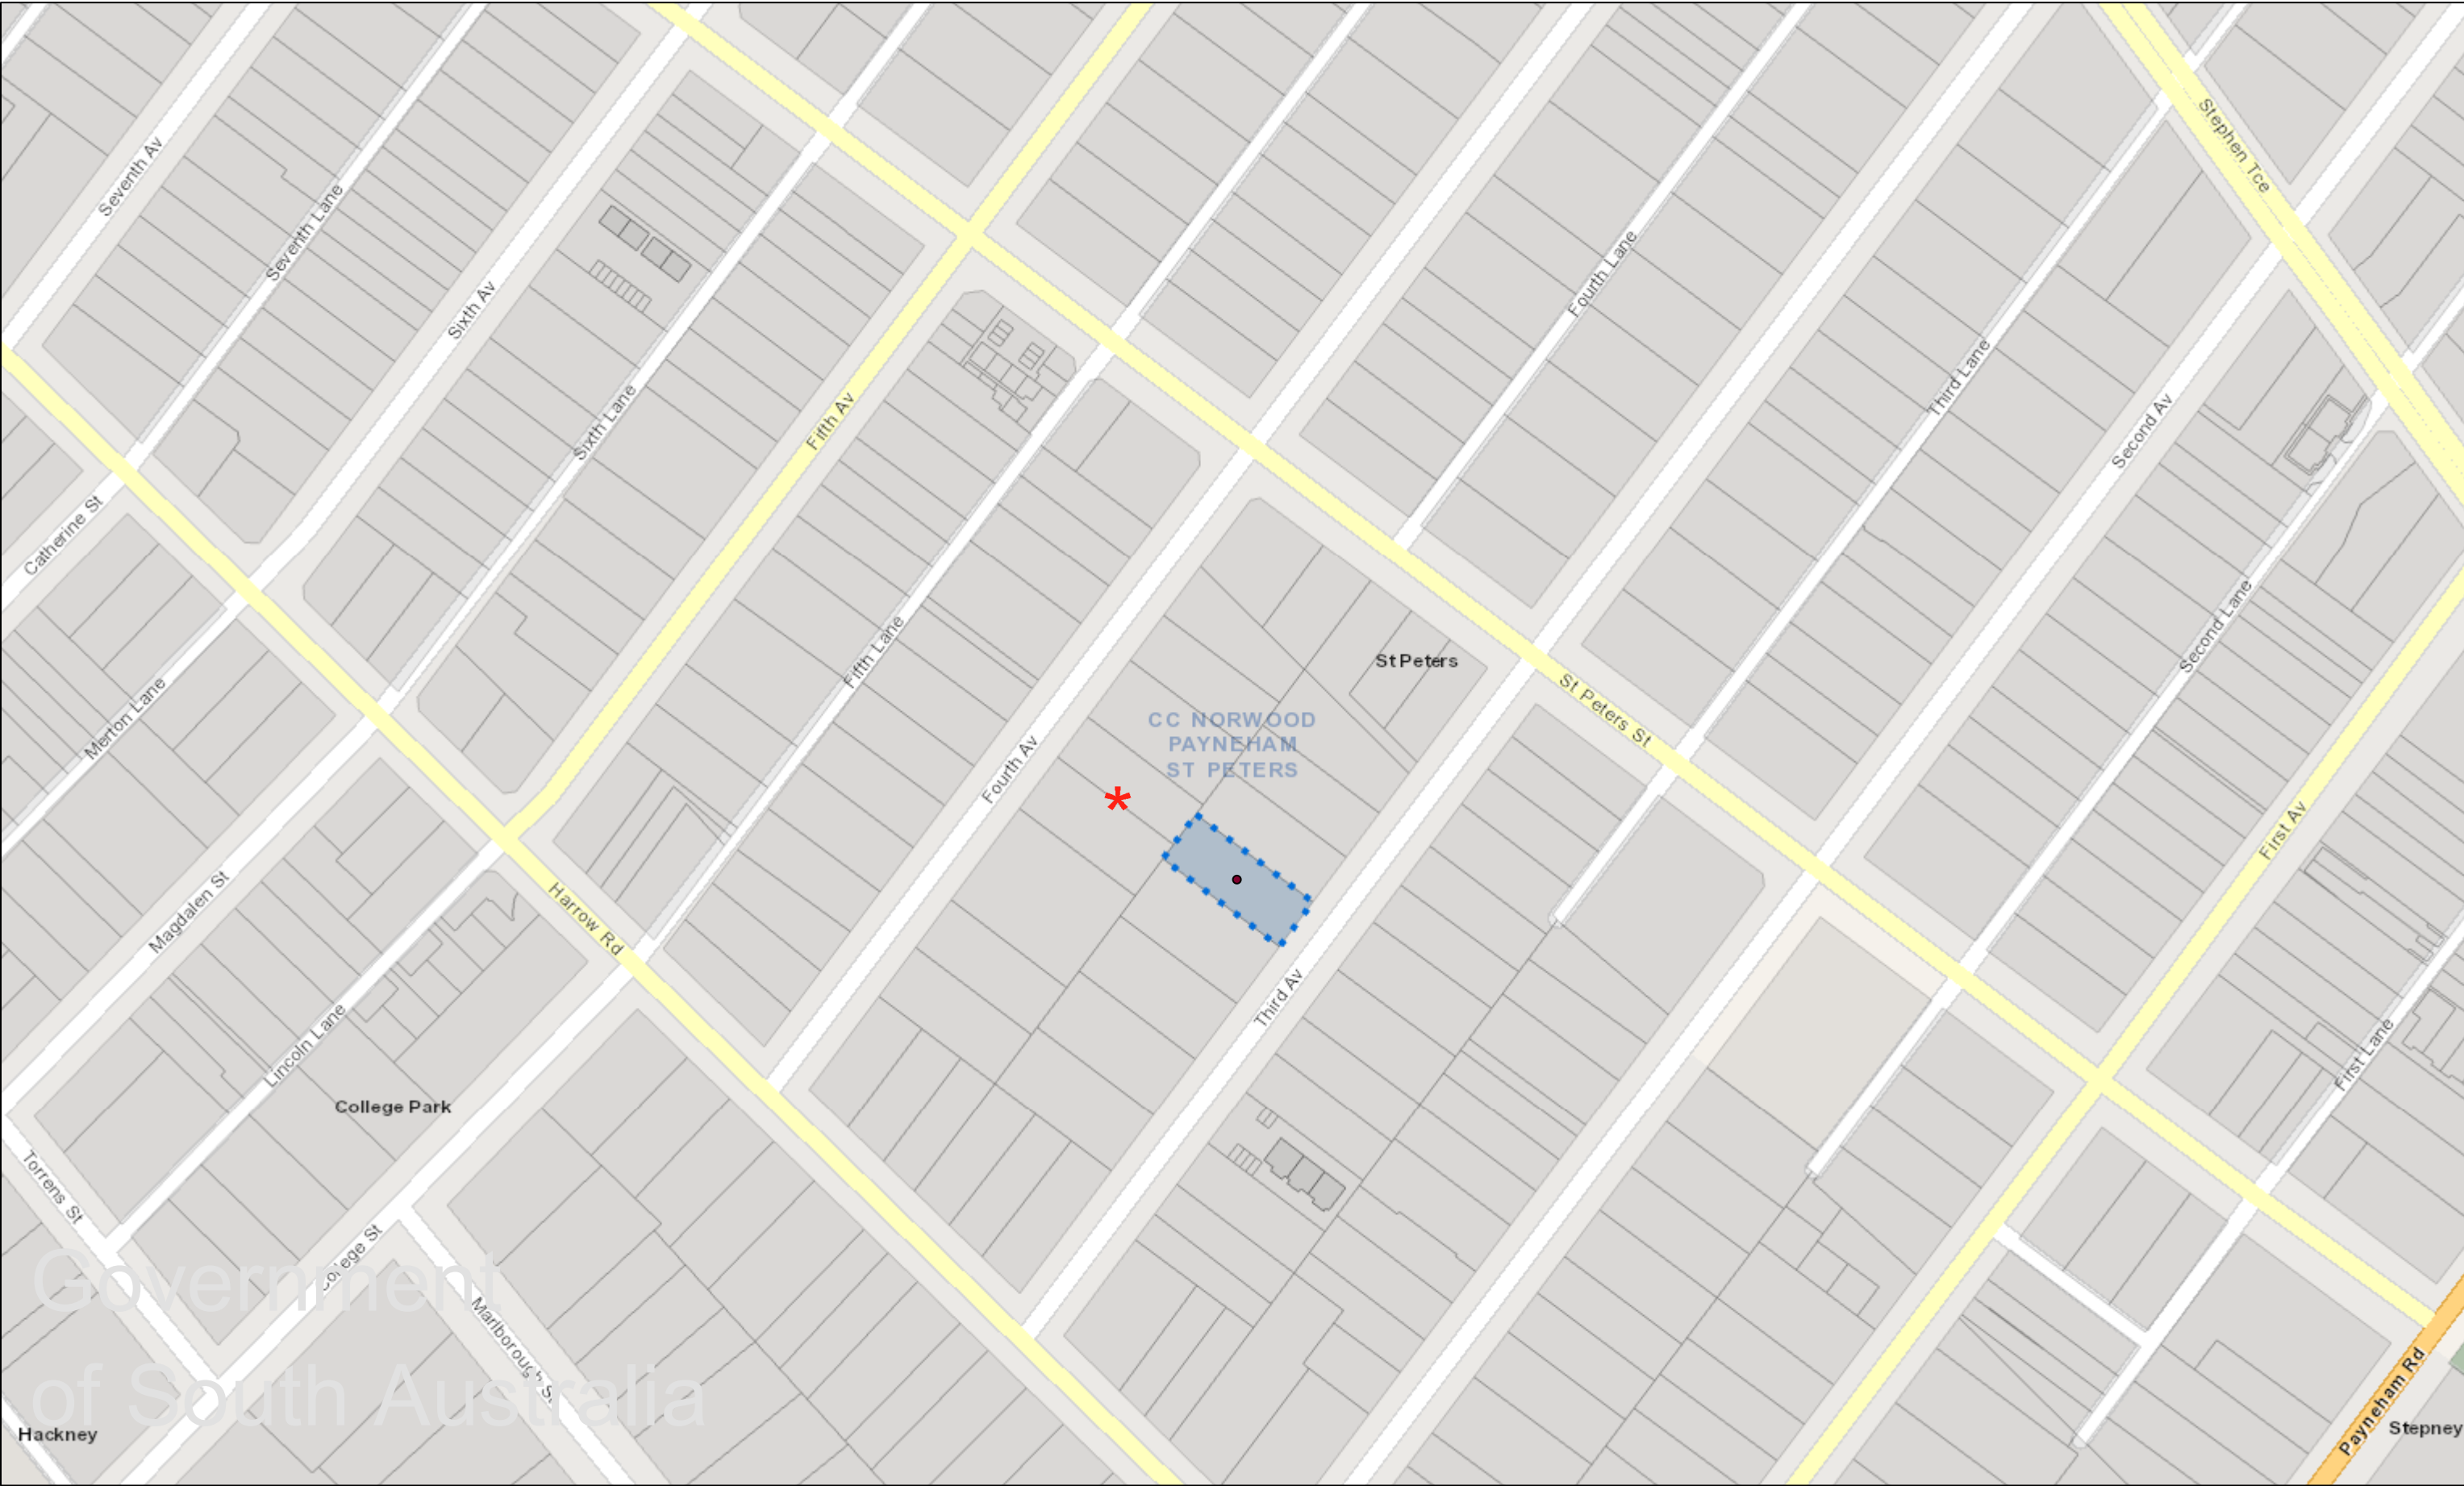 Stephen Tce
Seventh Av
Seventh Lane
Sixth Av
Fourth Lane
Third Lane
Second Av
Sixth Lane
Fifth Av
Catherine St
Second Lane
Fifth Lane
St Peters
St Peters St
Merton Lane
CC NORWOOD
PAYNEHAM
ST PETERS
Fourth Av
*
First Av
Magdalen St
Harrow Rd
Third Av
Lincoln Lane
First Lane
College Park
Torrens St
College St
Government
Marlborough St
of South Australia
Payneham Rd
Hackney
Stepney